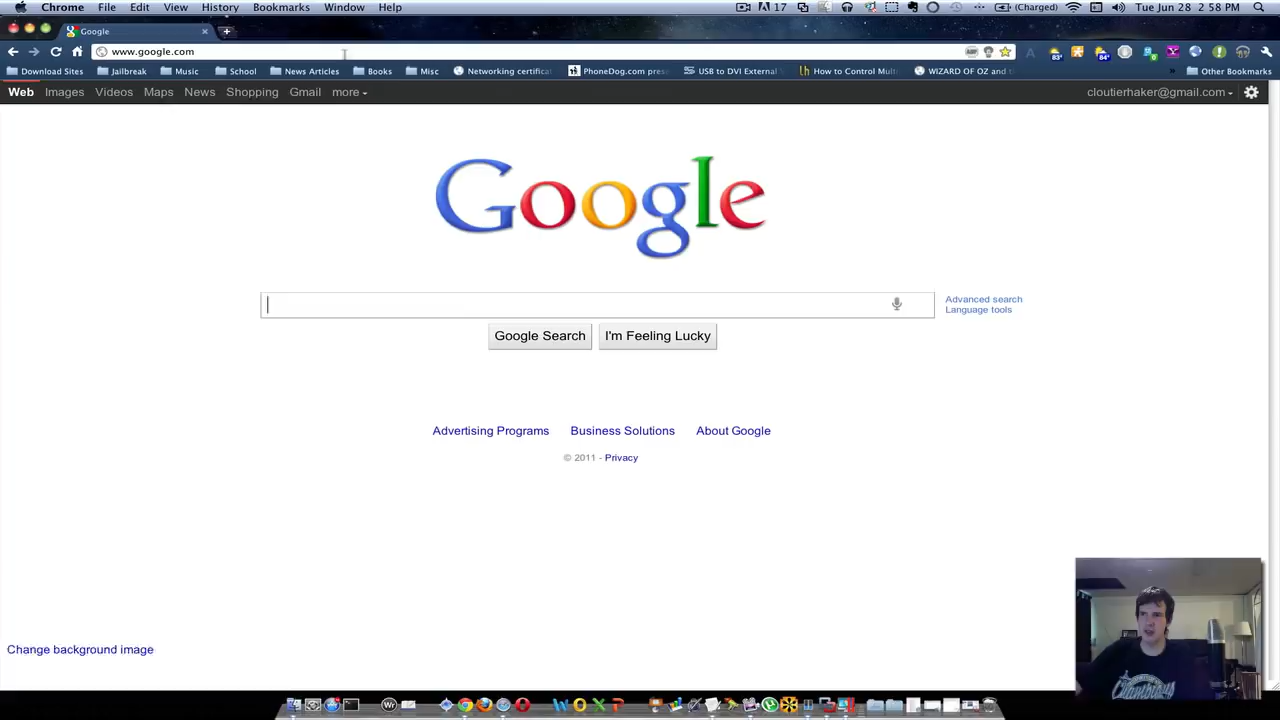 Chrome File Edit View History Bookmarks Window Help 17 (Charged) Tue Jun 28 2:58 PM
Google
www.google.com
Download Sites Jailbreak Music School News Articles Books Misc Networking certifica PhoneDog.com pres USB to DVI External How to Control Mult WIZARD OF OZ and t Other Bookmarks
Web Images Videos Maps News Shopping Gmail more cloutierhaker@gmail.com
Google
Advanced search
Language tools
Google Search I'm Feeling Lucky
Advertising Programs Business Solutions About Google
© 2011 - Privacy
Change background image
Champions